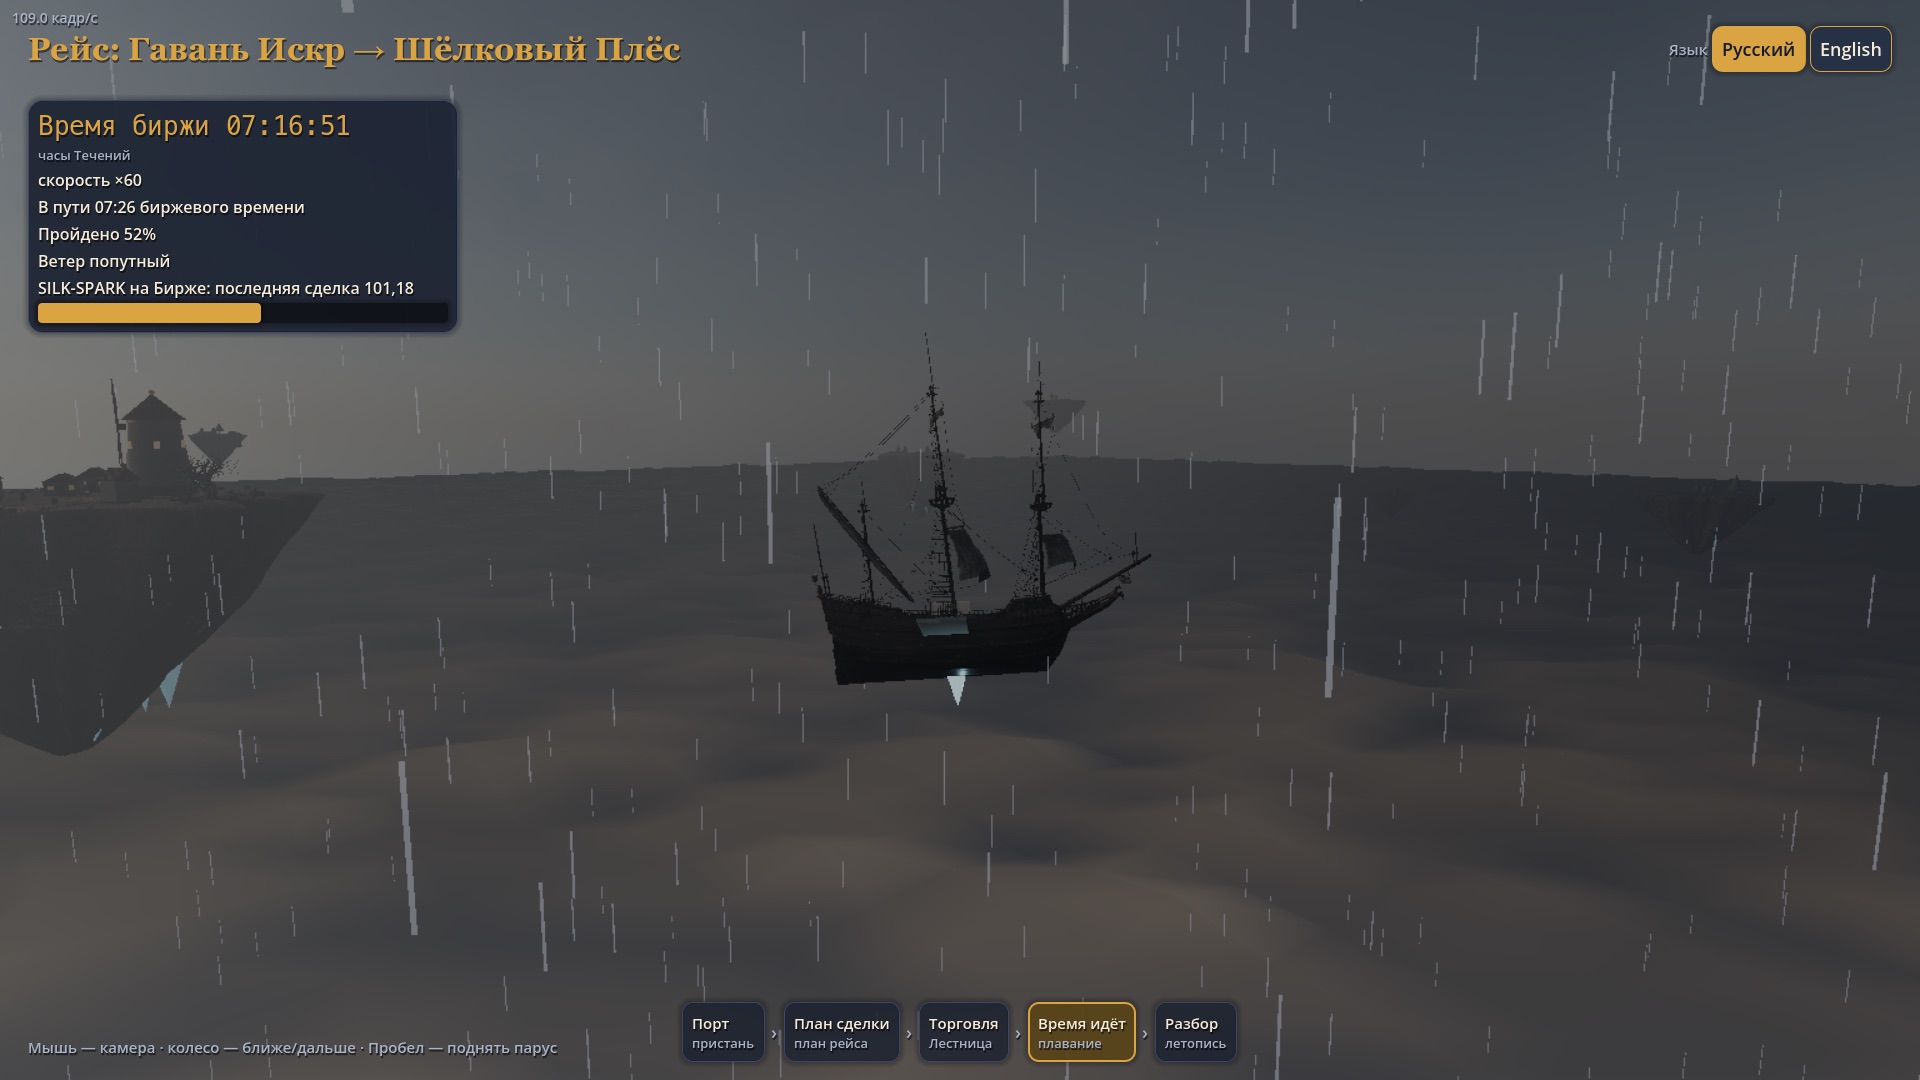 109.0 кадр/с
Рейс: Гавань Искр → Шёлковый Плёс
Язык
Русский
English
Время биржи 07:16:51
часы Течений
скорость ×60
В пути 07:26 биржевого времени
Пройдено 52%
Ветер попутный
SILK-SPARK на Бирже: последняя сделка 101,18
Порт
пристань
›
План сделки
план рейса
›
Торговля
Лестница
›
Время идёт
плавание
›
Разбор
летопись
Мышь — камера · колесо — ближе/дальше · Пробел — поднять парус